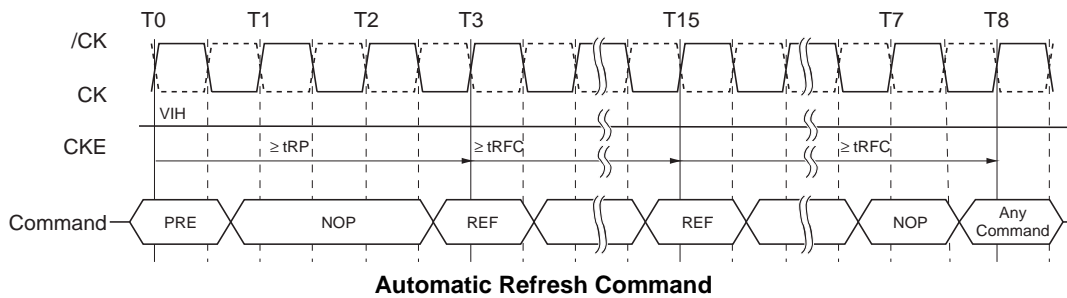 T0 T1 T2 T3 T15 T7 T8
/CK
CK
VIH
CKE
≥ tRP ≥ tRFC ≥ tRFC
Command PRE NOP REF REF NOP Any Command
Automatic Refresh Command